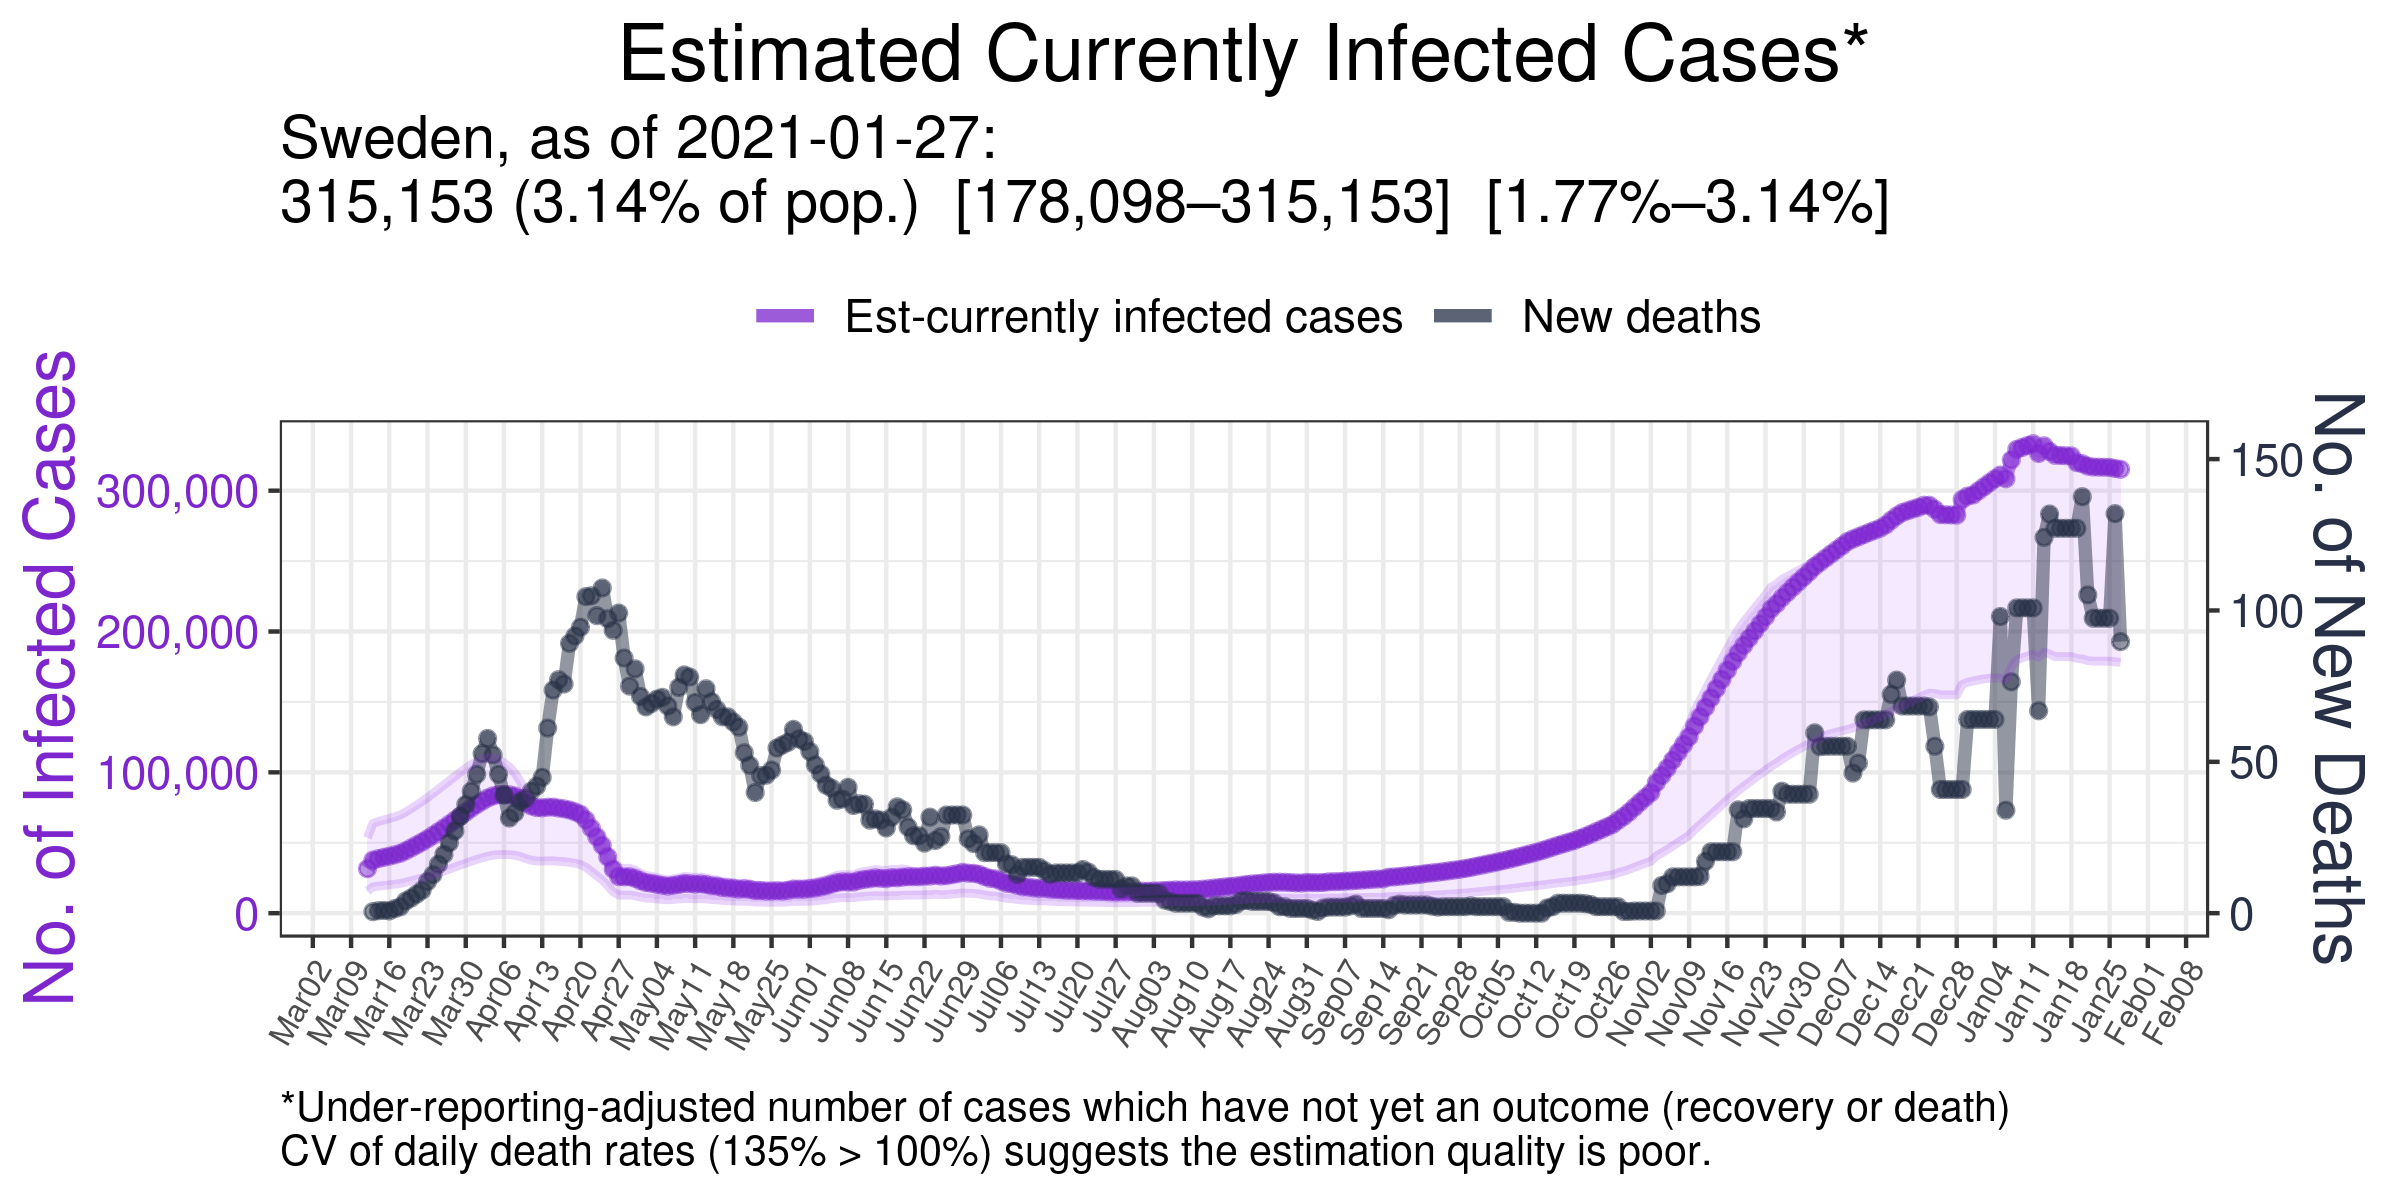 Estimated Currently Infected Cases*
Sweden, as of 2021-01-27:
315,153 (3.14% of pop.) [178,098–315,153] [1.77%–3.14%]
Est-currently infected cases
New deaths
No. of Infected Cases
300,000
200,000
100,000
0
150
100
50
0
No. of New Deaths
Mar02
Mar09
Mar16
Mar23
Mar30
Apr06
Apr13
Apr20
Apr27
May04
May11
May18
May25
Jun01
Jun08
Jun15
Jun22
Jun29
Jul06
Jul13
Jul20
Jul27
Aug03
Aug10
Aug17
Aug24
Aug31
Sep07
Sep14
Sep21
Sep28
Oct05
Oct12
Oct19
Oct26
Nov02
Nov09
Nov16
Nov23
Nov30
Dec07
Dec14
Dec21
Dec28
Jan04
Jan11
Jan18
Jan25
Feb01
Feb08
*Under-reporting-adjusted number of cases which have not yet an outcome (recovery or death)
CV of daily death rates (135% > 100%) suggests the estimation quality is poor.